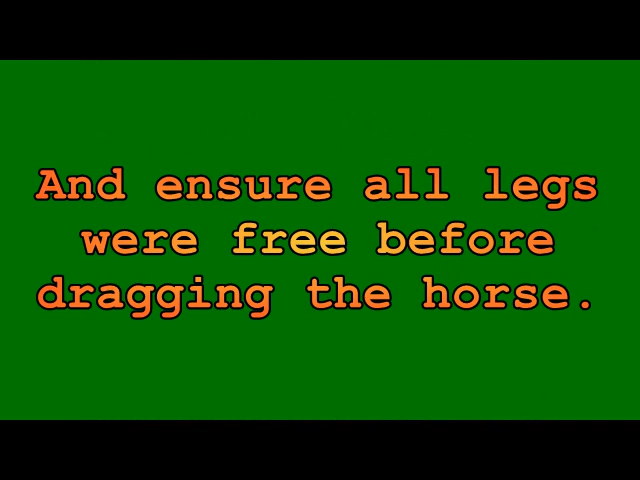 And ensure all legs
were free before
dragging the horse.